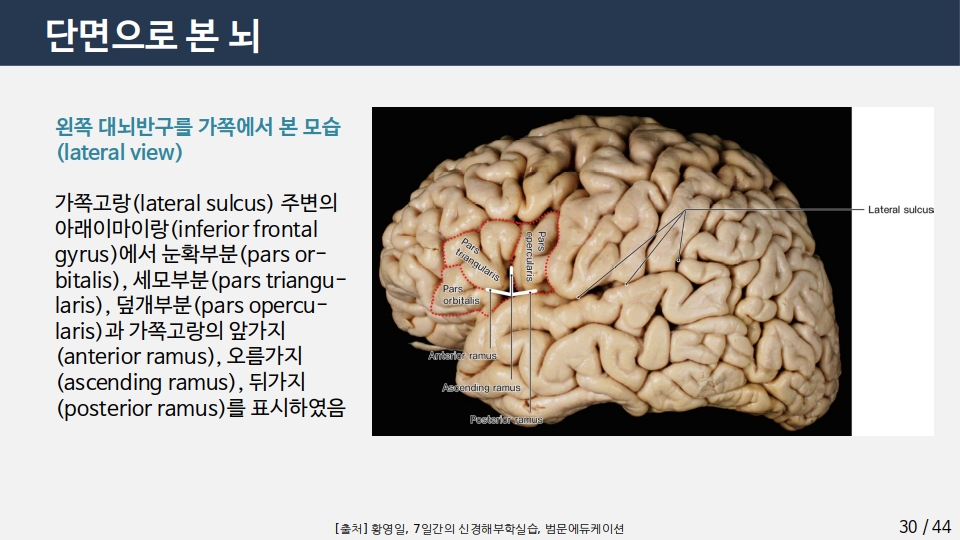 단면으로 본 뇌
왼쪽 대뇌반구를 가쪽에서 본 모습
(lateral view)
가쪽고랑(lateral sulcus) 주변의
아래이마이랑(inferior frontal
gyrus)에서 눈확부분(pars or-
bitalis), 세모부분(pars triangu-
laris), 덮개부분(pars opercu-
laris)과 가쪽고랑의 앞가지
(anterior ramus), 오름가지
(ascending ramus), 뒤가지
(posterior ramus)를 표시하였음
Lateral sulcus
Pars
triangularis
Pars
opercularis
Pars
orbitalis
Anterior ramus
Ascending ramus
Posterior ramus
[출처] 황영일, 7일간의 신경해부학실습, 범문에듀케이션
30 / 44